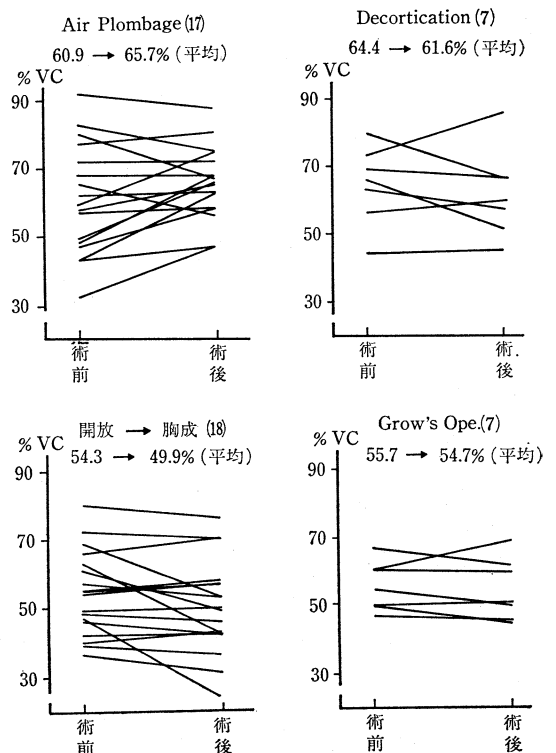 Air Plombage (17)
60.9 → 65.7% (平均)
% VC
90
70
50
30
術前
術後
Decortication (7)
64.4 → 61.6% (平均)
% VC
90
70
50
30
術前
術後
開放 → 胸成 (18)
54.3 → 49.9% (平均)
% VC
90
70
50
30
術前
術後
Grow's Ope.(7)
55.7 → 54.7% (平均)
% VC
90
70
50
30
術前
術後